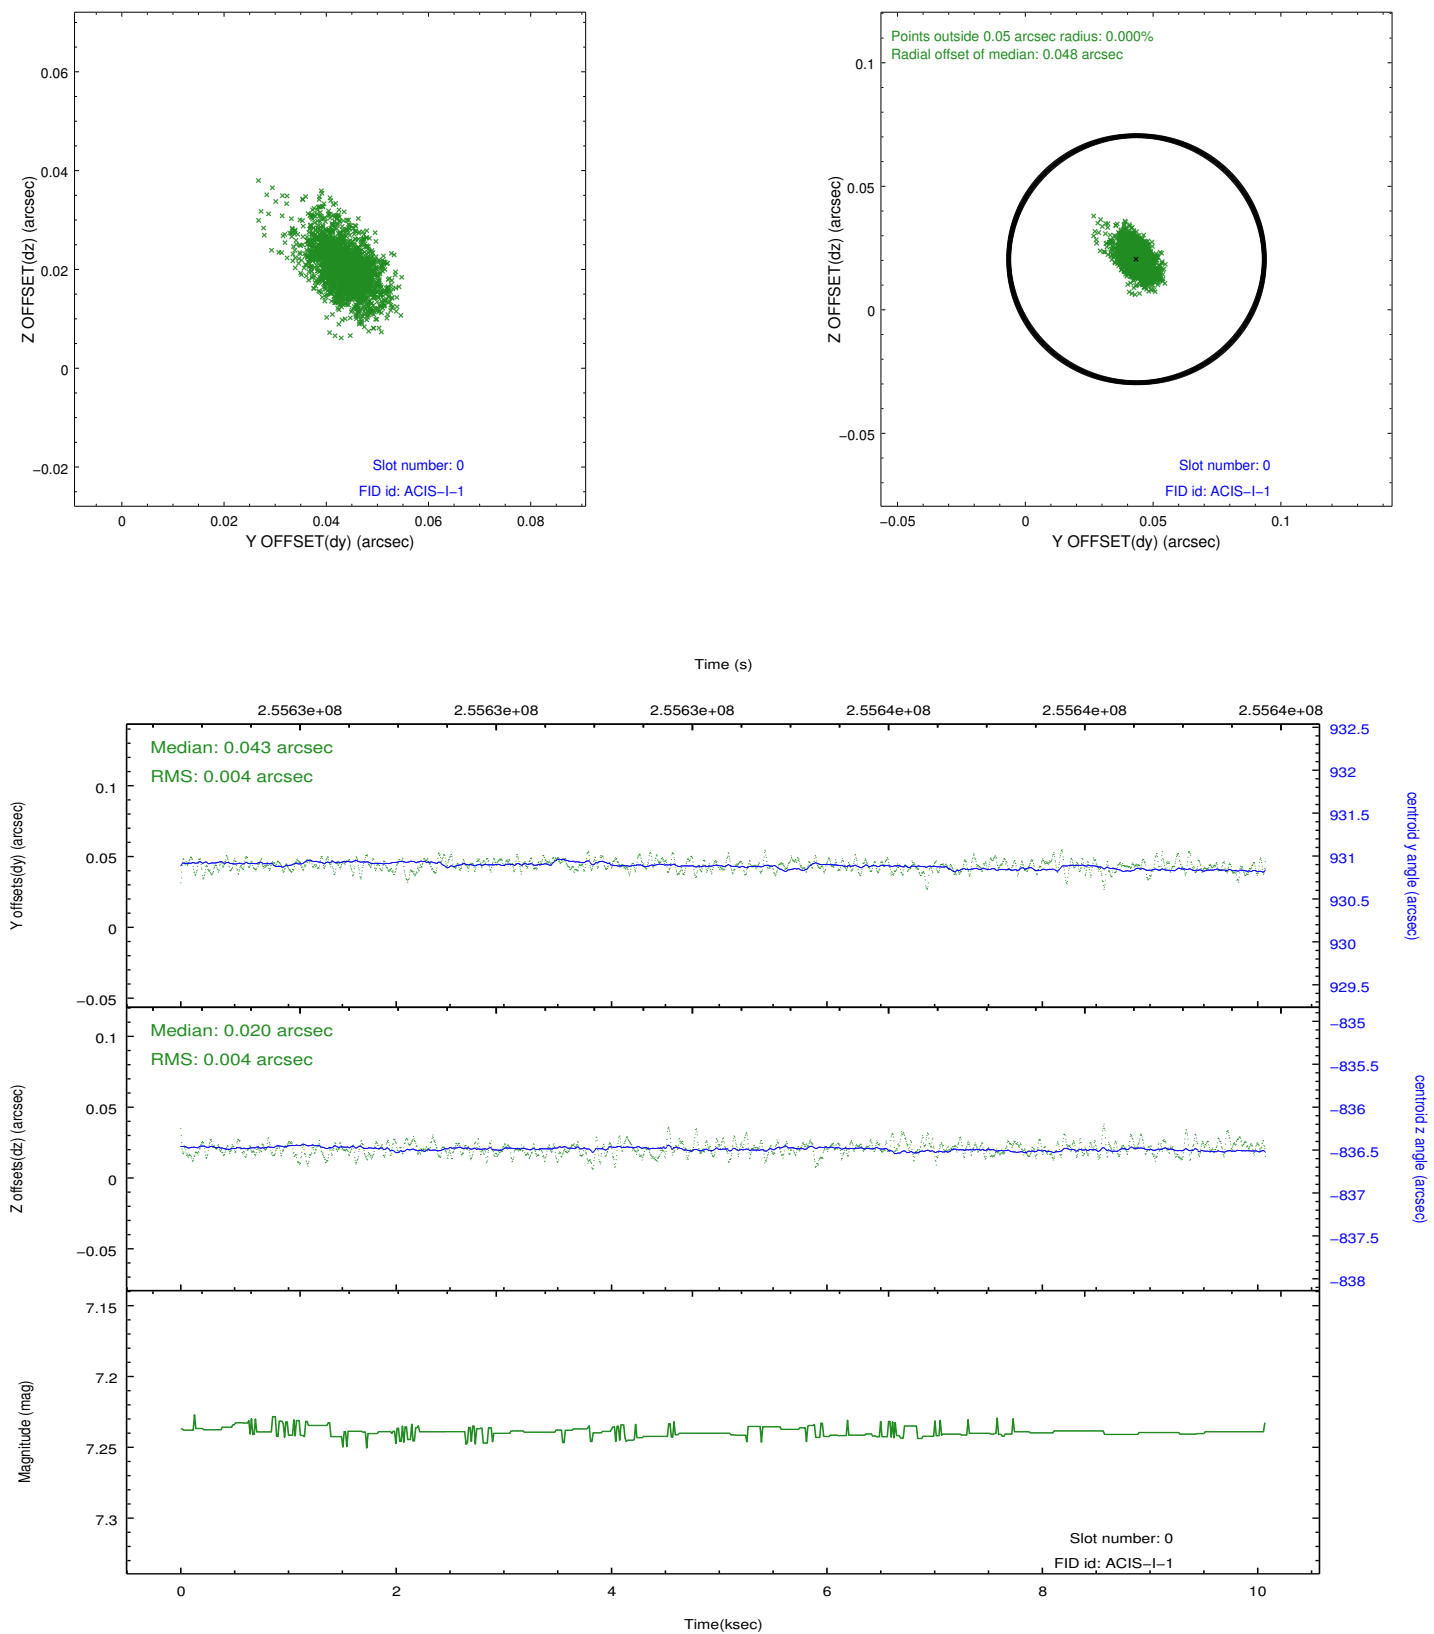 0.06
0.04
0.02
0
−0.02
Z OFFSET(dz) (arcsec)
Slot number: 0
FID id: ACIS−I−1
0 0.02 0.04 0.06 0.08
Y OFFSET(dy) (arcsec)
Points outside 0.05 arcsec radius: 0.000%
Radial offset of median: 0.048 arcsec
0.1
0.05
0
−0.05
Z OFFSET(dz) (arcsec)
Slot number: 0
FID id: ACIS−I−1
−0.05 0 0.05 0.1
Y OFFSET(dy) (arcsec)
Time (s)
2.5563e+08 2.5563e+08 2.5563e+08 2.5564e+08 2.5564e+08 2.5564e+08
Median: 0.043 arcsec
RMS: 0.004 arcsec
0.1
0.05
0
−0.05
Y offsets(dy) (arcsec)
932.5
932
931.5
931
930.5
930
929.5
centroid y angle (arcsec)
Median: 0.020 arcsec
RMS: 0.004 arcsec
0.1
0.05
0
−0.05
Z offsets(dz) (arcsec)
−835
−835.5
−836
−836.5
−837
−837.5
−838
centroid z angle (arcsec)
7.15
7.2
7.25
7.3
Magnitude (mag)
Slot number: 0
FID id: ACIS−I−1
0 2 4 6 8 10
Time(ksec)